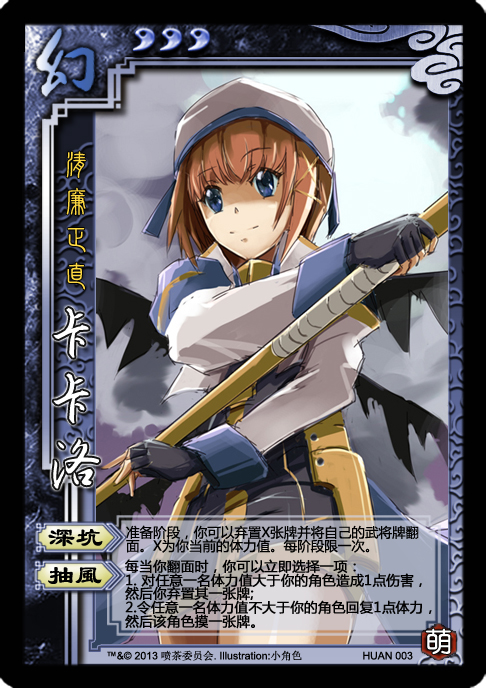 幻
清廉正直
卡卡洛
深坑
准备阶段，你可以弃置X张牌并将自己的武将牌翻
面。X为你当前的体力值。每阶段限一次。
抽風
每当你翻面时，你可以立即选择一项：
1. 对任意一名体力值大于你的角色造成1点伤害，
然后你弃置其一张牌;
2.令任意一名体力值不大于你的角色回复1点体力，
然后该角色摸一张牌。
™&© 2013 喷茶委员会. Illustration:小角色
HUAN 003
萌